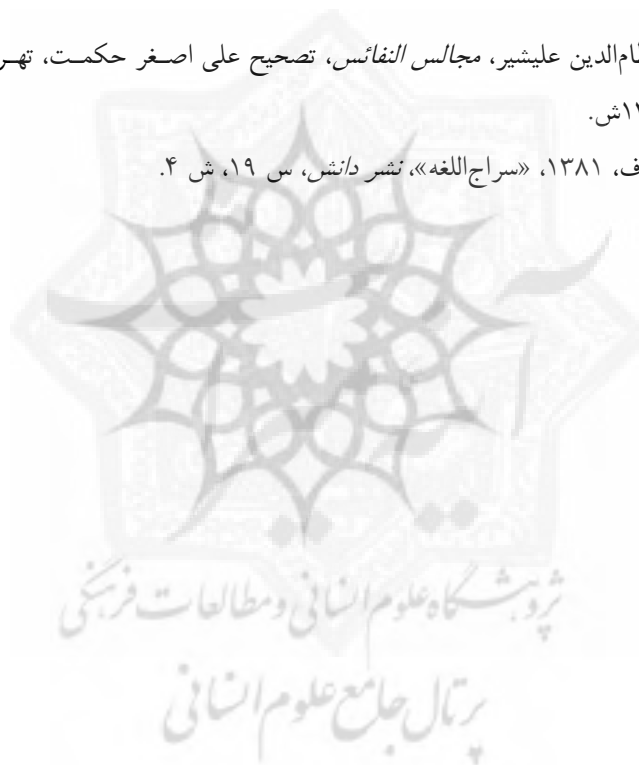 ام‌الدین علیشیر، مجالس النفائس، تصحیح علی اصغر حکمت، تهر
ش.
ف، ۱۳۸۱، «سراج‌اللغه»، نشر دانش، س ۱۹، ش ۴.
پژوهشگاه علوم انسانی و مطالعات فرهنگی
پرتال جامع علوم انسانی